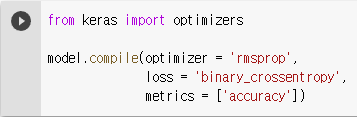 from keras import optimizers
model.compile(optimizer = 'rmsprop',
loss = 'binary_crossentropy',
metrics = ['accuracy'])